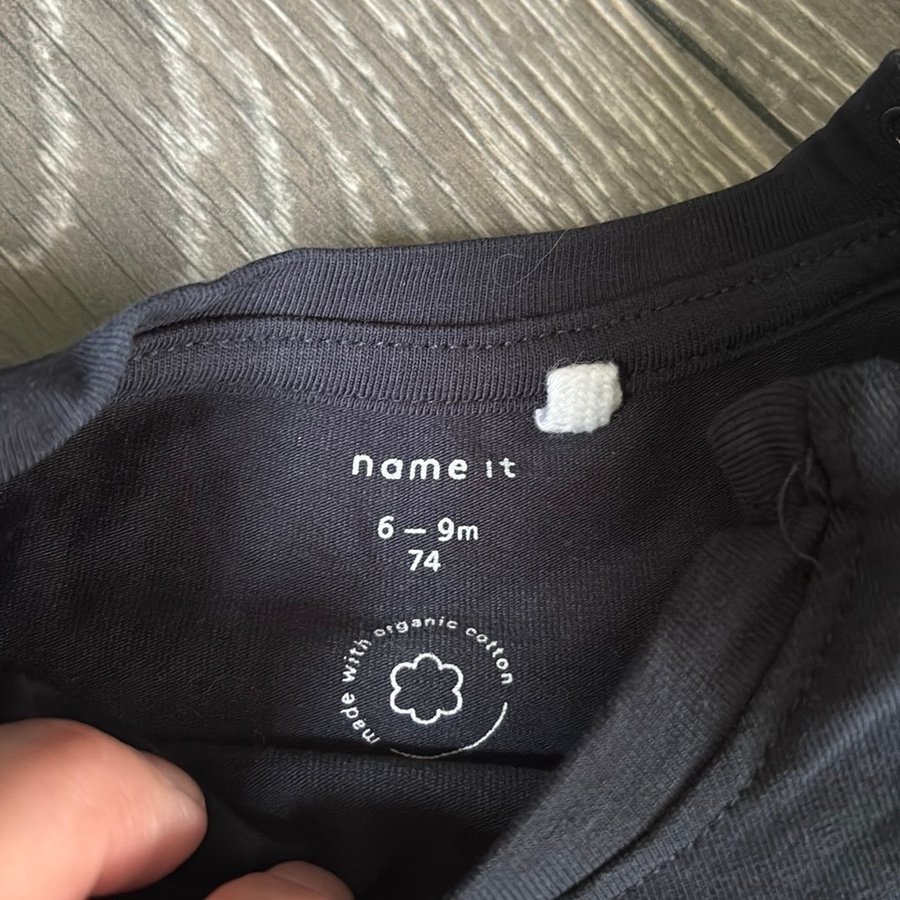 name it
6 – 9m
74
made with organic cotton